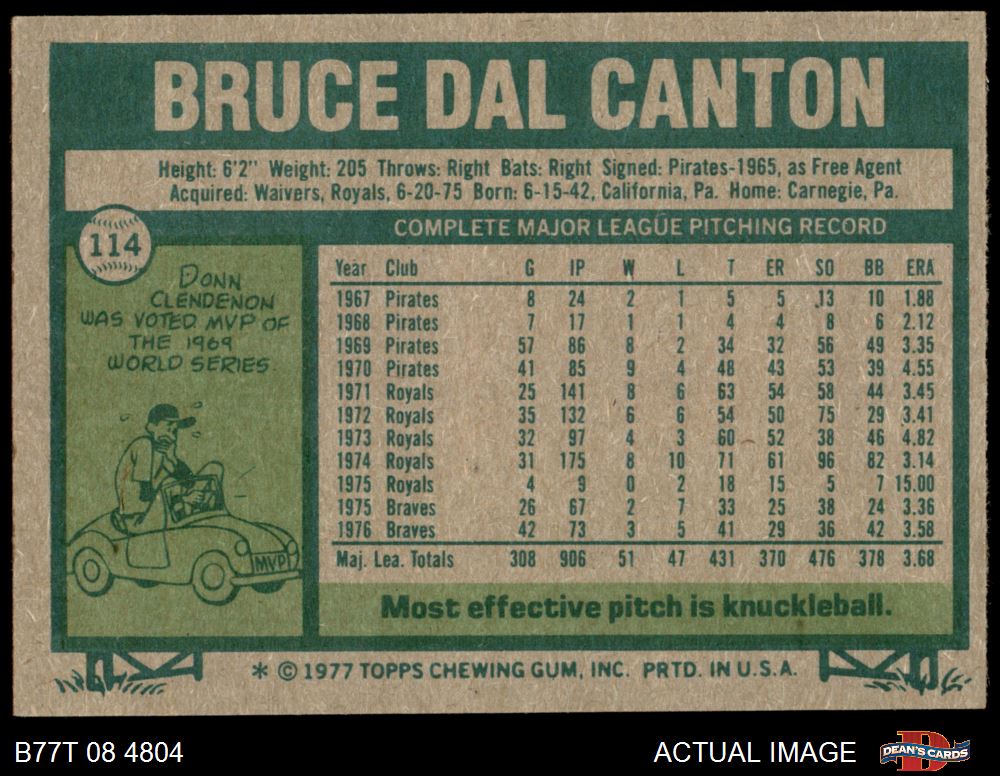 BRUCE DAL CANTON
Height: 6'2" Weight: 205 Throws: Right Bats: Right Signed: Pirates-1965, as Free Agent
Acquired: Waivers, Royals, 6-20-75 Born: 6-15-42, California, Pa. Home: Carnegie, Pa.
114
DONN
CLENDENON
WAS VOTED MVP OF
THE 1969
WORLD SERIES.
MVP
COMPLETE MAJOR LEAGUE PITCHING RECORD
Year Club G IP W L T ER SO BB ERA
1967 Pirates 8 24 2 1 5 5 13 10 1.88
1968 Pirates 7 17 1 1 4 4 8 6 2.12
1969 Pirates 57 86 8 2 34 32 56 49 3.35
1970 Pirates 41 85 9 4 48 43 53 39 4.55
1971 Royals 25 141 8 6 63 54 58 44 3.45
1972 Royals 35 132 6 6 54 50 75 29 3.41
1973 Royals 32 97 4 3 60 52 38 46 4.82
1974 Royals 31 175 8 10 71 61 96 82 3.14
1975 Royals 4 9 0 2 18 15 5 7 15.00
1975 Braves 26 67 2 7 33 25 38 24 3.36
1976 Braves 42 73 3 5 41 29 36 42 3.58
Maj. Lea. Totals 308 906 51 47 431 370 476 378 3.68
Most effective pitch is knuckleball.
* © 1977 TOPPS CHEWING GUM, INC. PRTD. IN U.S.A.
B77T 08 4804
ACTUAL IMAGE
DEAN'S CARDS